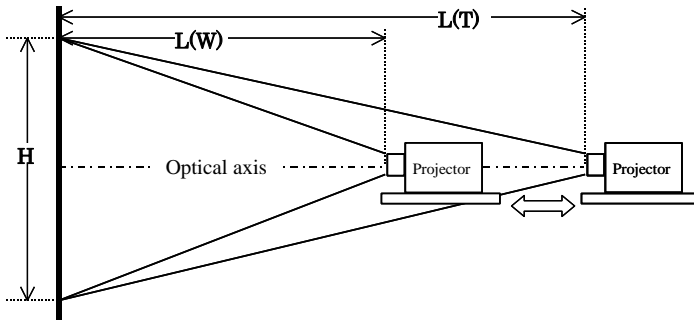 L(T)
L(W)
H
Optical axis
Projector
Projector